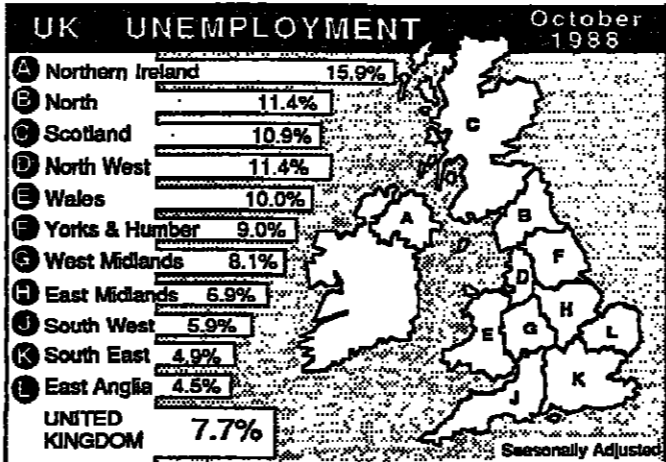 UK UNEMPLOYMENT
October
1988
A Northern Ireland 15.9%
B North 11.4%
C Scotland 10.9%
D North West 11.4%
E Wales 10.0%
F Yorks & Humber 9.0%
G West Midlands 8.1%
H East Midlands 6.9%
J South West 5.9%
K South East 4.9%
L East Anglia 4.5%
UNITED
KINGDOM 7.7%
C
A
B
F
D
H
E
G
L
K
J
Seasonally Adjusted